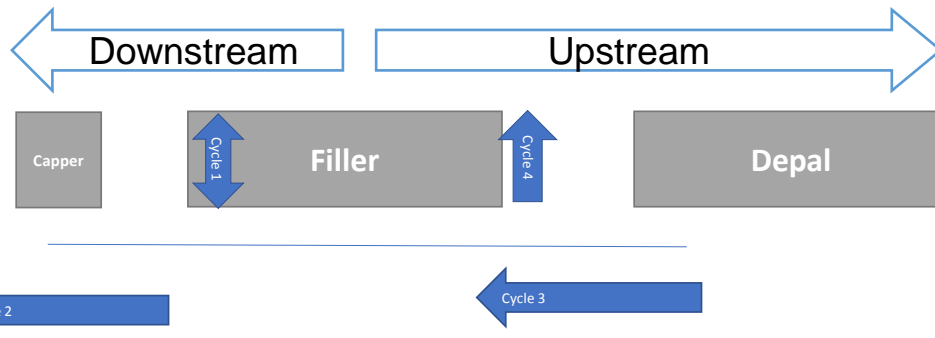 Downstream
Upstream
Capper
Cycle 1
Filler
Cycle 4
Depal
Cycle 3
2